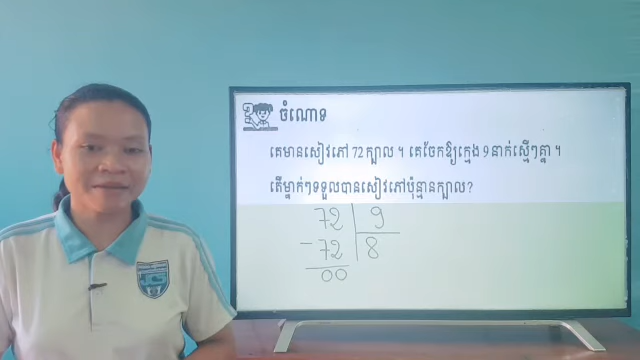 ចំណោទ
គេមានសៀវភៅ 72 ក្បាល ។ គេចែកឱ្យក្មេង 9 នាក់ស្មើៗគ្នា ។
តើម្នាក់ៗទទួលបានសៀវភៅប៉ុន្មានក្បាល?
72 9
-72 8
00